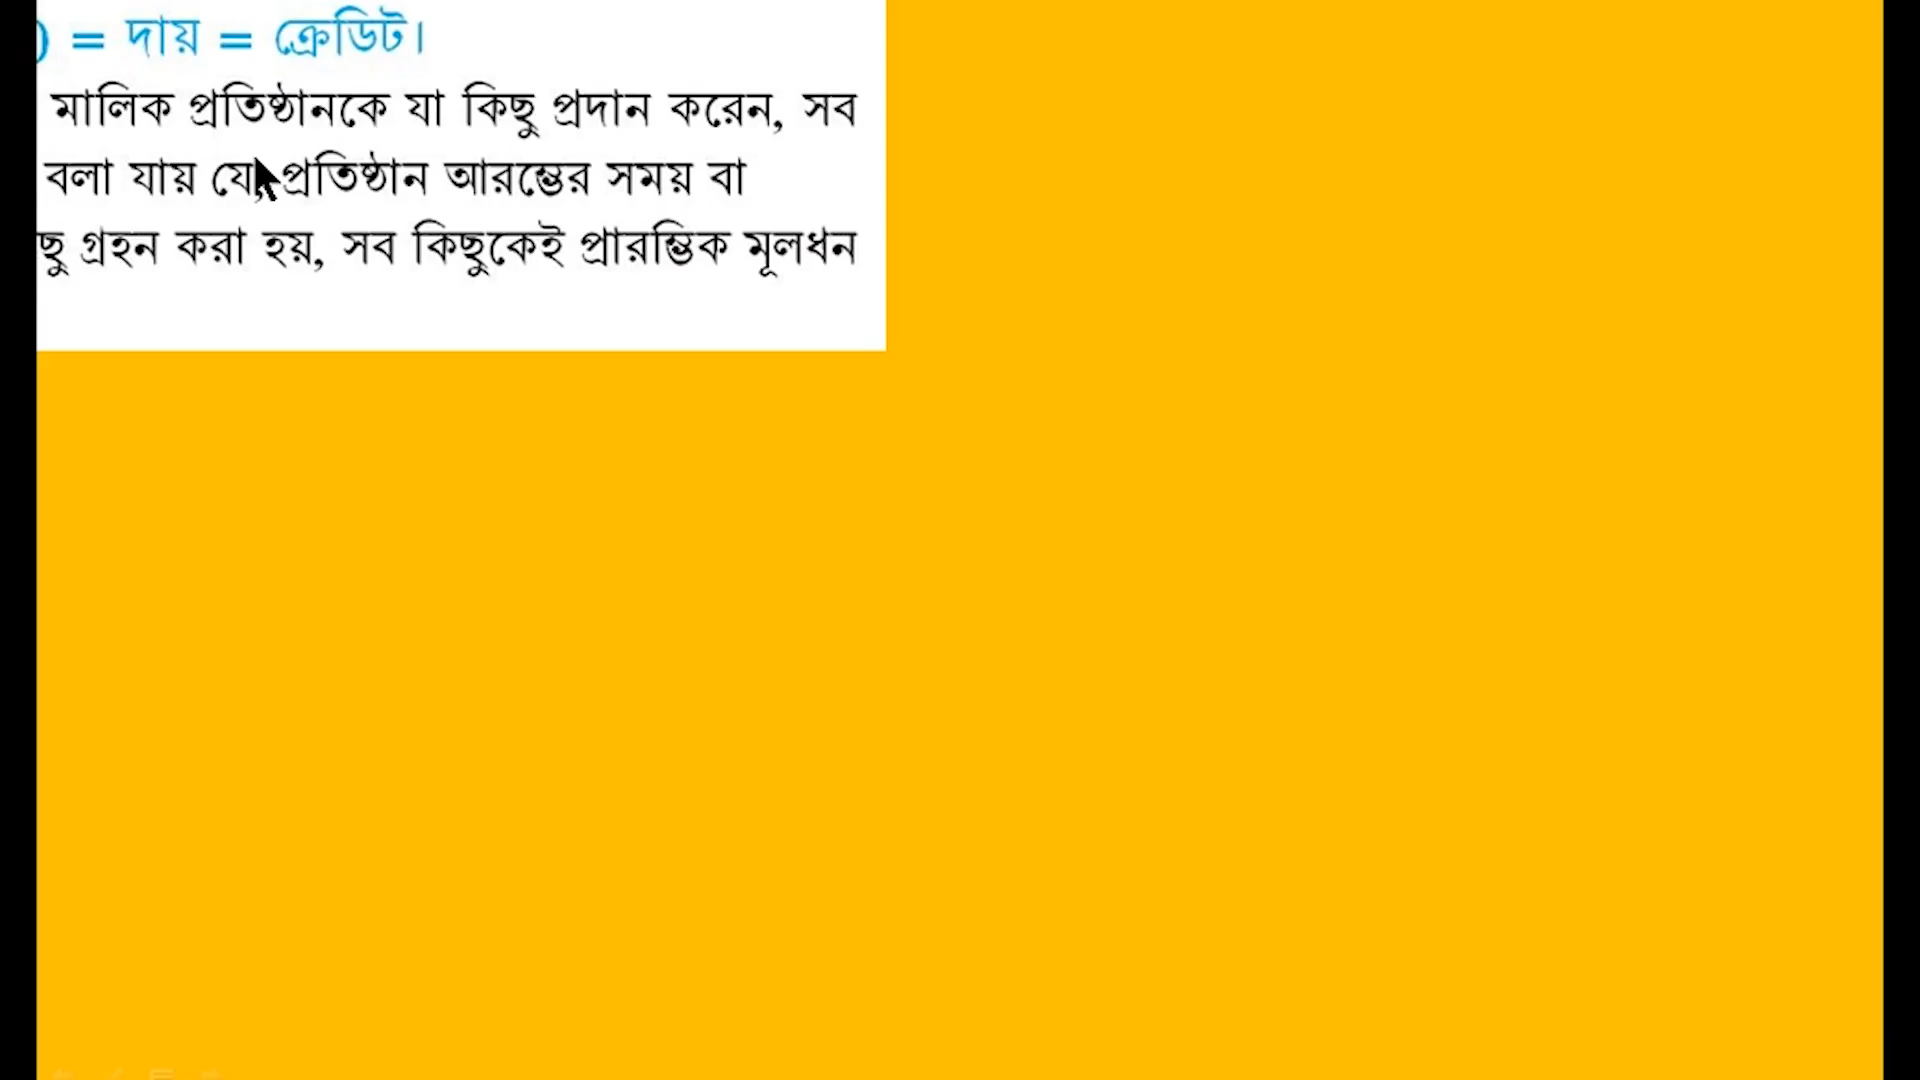 ) = দায় = ক্রেডিট।
মালিক প্রতিষ্ঠানকে যা কিছু প্রদান করেন, সব
বলা যায় যে, প্রতিষ্ঠান আরম্ভের সময় বা
ছু গ্রহন করা হয়, সব কিছুকেই প্রারম্ভিক মূলধন